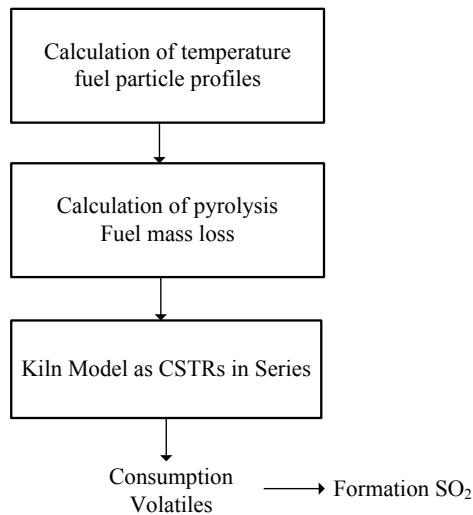 Calculation of temperature
fuel particle profiles
Calculation of pyrolysis
Fuel mass loss
Kiln Model as CSTRs in Series
Consumption
Volatiles
Formation SO₂